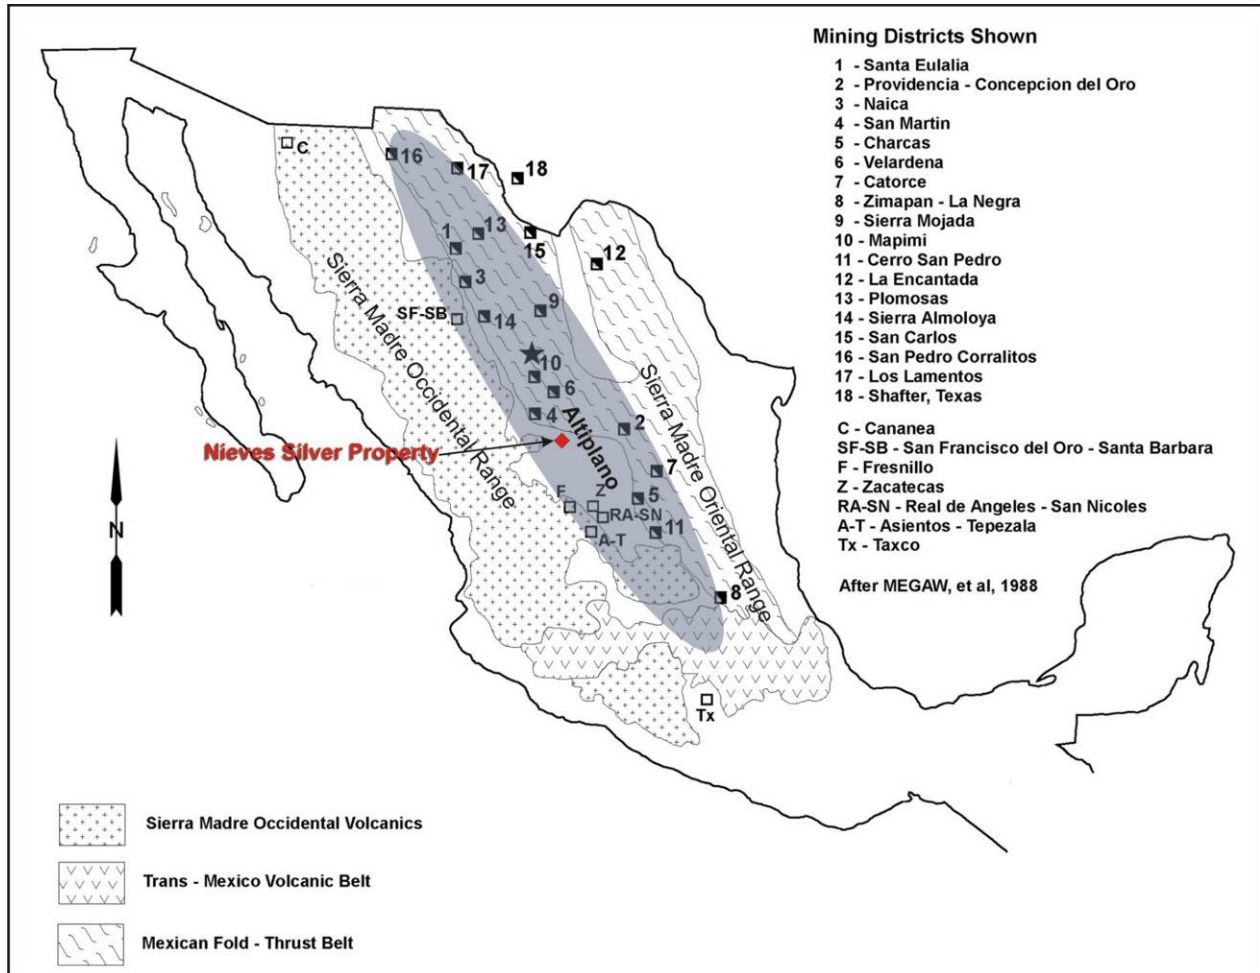 Mining Districts Shown
1 - Santa Eulalia
2 - Providencia - Concepcion del Oro
3 - Naica
4 - San Martin
5 - Charcas
6 - Velardena
7 - Catorce
8 - Zimapan - La Negra
9 - Sierra Mojada
10 - Mapimi
11 - Cerro San Pedro
12 - La Encantada
13 - Plomosas
14 - Sierra Almoloya
15 - San Carlos
16 - San Pedro Corralitos
17 - Los Lamentos
18 - Shafter, Texas
C - Cananea
SF-SB - San Francisco del Oro - Santa Barbara
F - Fresnillo
Z - Zacatecas
RA-SN - Real de Angeles - San Nicoles
A-T - Asientos - Tepezala
Tx - Taxco
After MEGAW, et al, 1988
C
16
17
18
1
13
15
12
3
SF-SB
14
9
10
6
4
2
7
5
F
Z
RA-SN
A-T
11
8
Tx
Sierra Madre Occidental Range
Altiplano
Sierra Madre Oriental Range
Nieves Silver Property
N
Sierra Madre Occidental Volcanics
Trans - Mexico Volcanic Belt
Mexican Fold - Thrust Belt